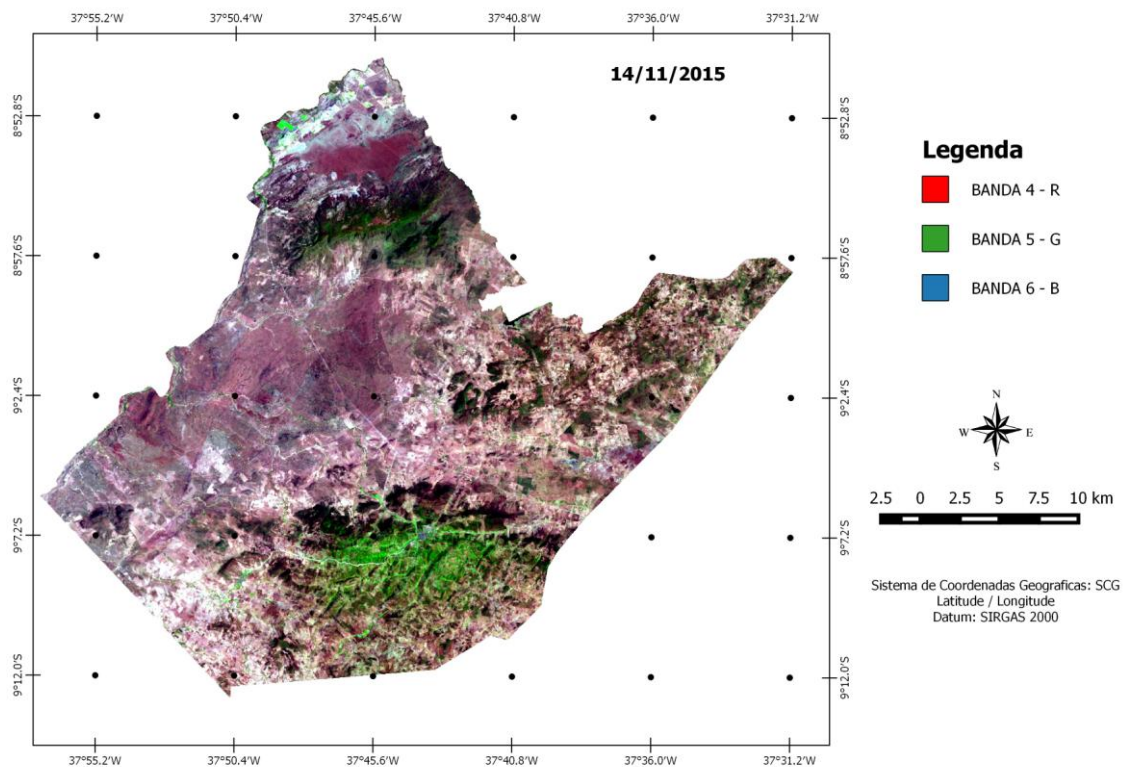 37°55.2'W 37°50.4'W 37°45.6'W 37°40.8'W 37°36.0'W 37°31.2'W
14/11/2015
8°52.8'S 8°52.8'S
Legenda
BANDA 4 - R
BANDA 5 - G
BANDA 6 - B
8°57.6'S 8°57.6'S
9°2.4'S 9°2.4'S
N
W E
S
2.5 0 2.5 5 7.5 10 km
9°7.2'S 9°7.2'S
Sistema de Coordenadas Geograficas: SCG
Latitude / Longitude
Datum: SIRGAS 2000
9°12.0'S 9°12.0'S
37°55.2'W 37°50.4'W 37°45.6'W 37°40.8'W 37°36.0'W 37°31.2'W